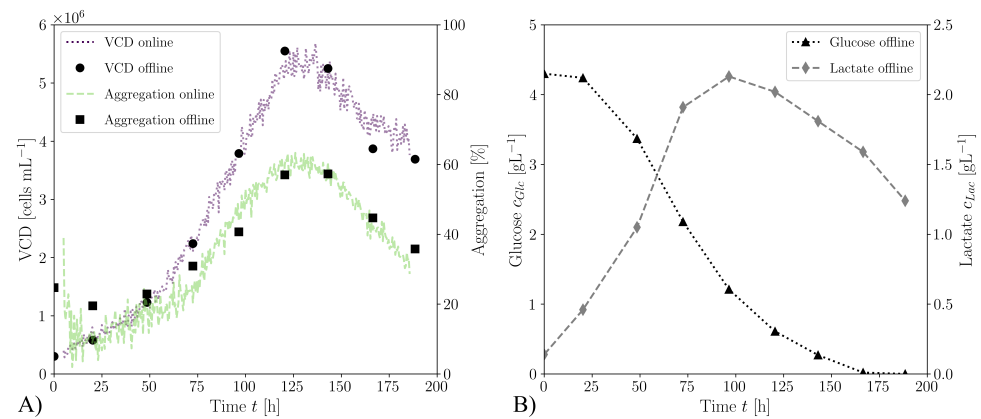 ×10⁶
6
5
4
3
2
1
0
VCD [cells mL⁻¹]
VCD online
VCD offline
Aggregation online
Aggregation offline
100
80
60
40
20
0
Aggregation [%]
0 25 50 75 100 125 150 175 200
Time t [h]
A)
5
4
3
2
1
0
Glucose c_Glc [gL⁻¹]
Glucose offline
Lactate offline
2.5
2.0
1.5
1.0
0.5
0.0
Lactate c_Lac [gL⁻¹]
0 25 50 75 100 125 150 175 200
Time t [h]
B)